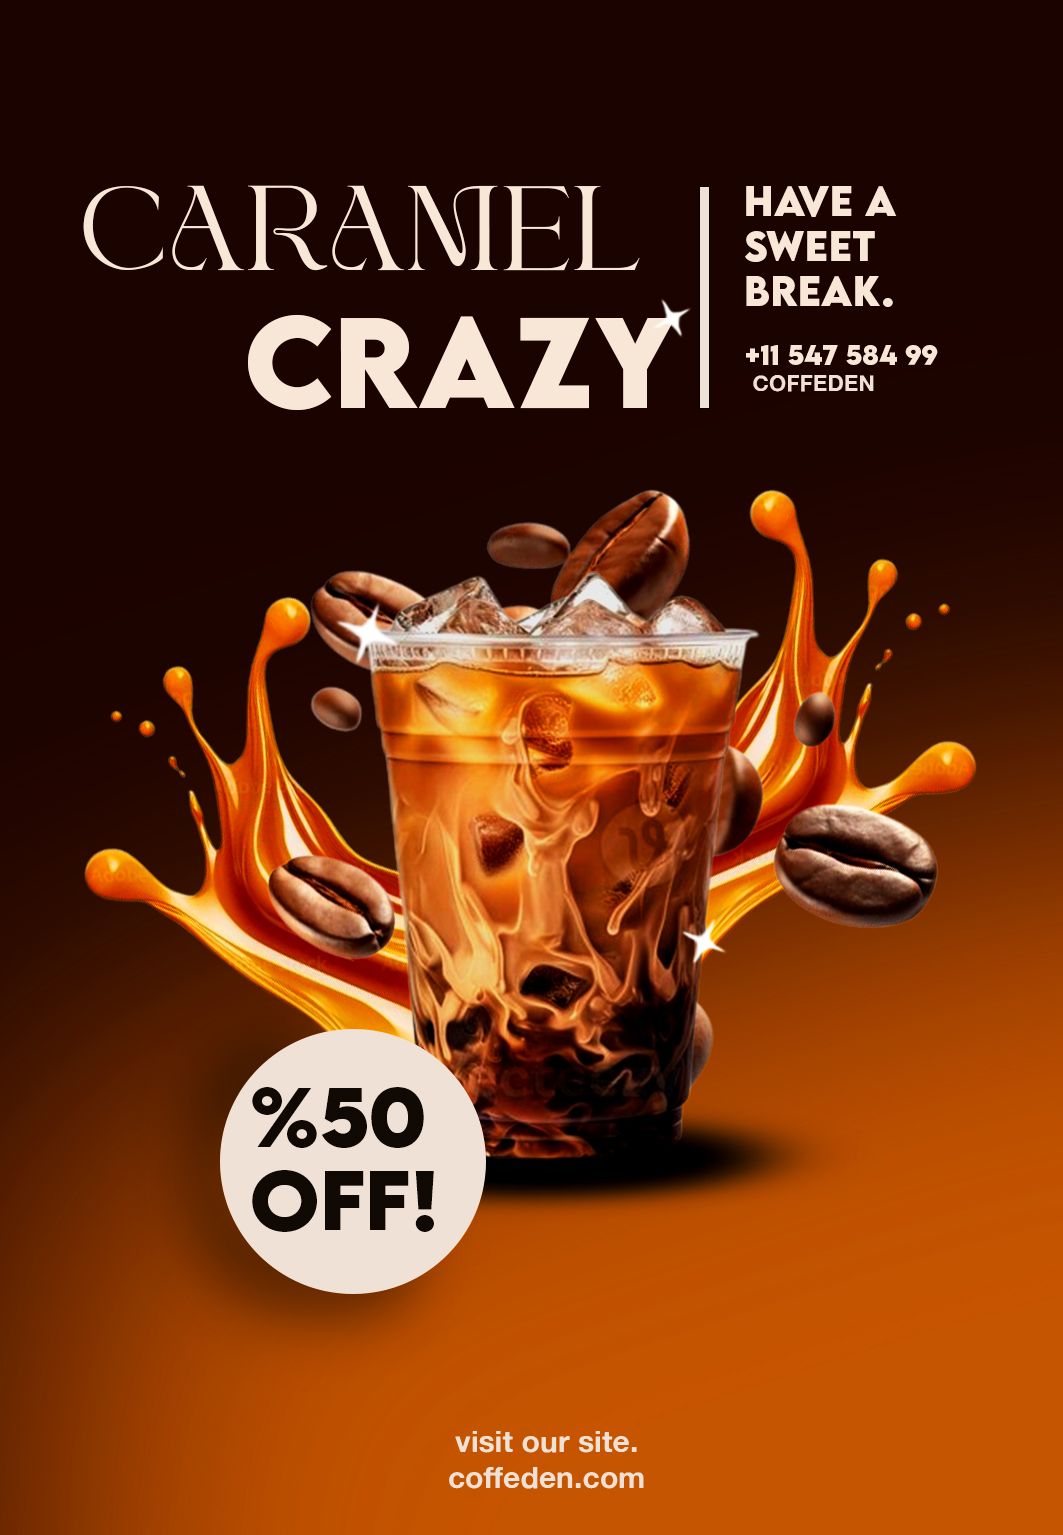 CARAMEL
CRAZY
HAVE A
SWEET
BREAK.
+11 547 584 99
COFFEDEN
%50
OFF!
visit our site.
coffeden.com